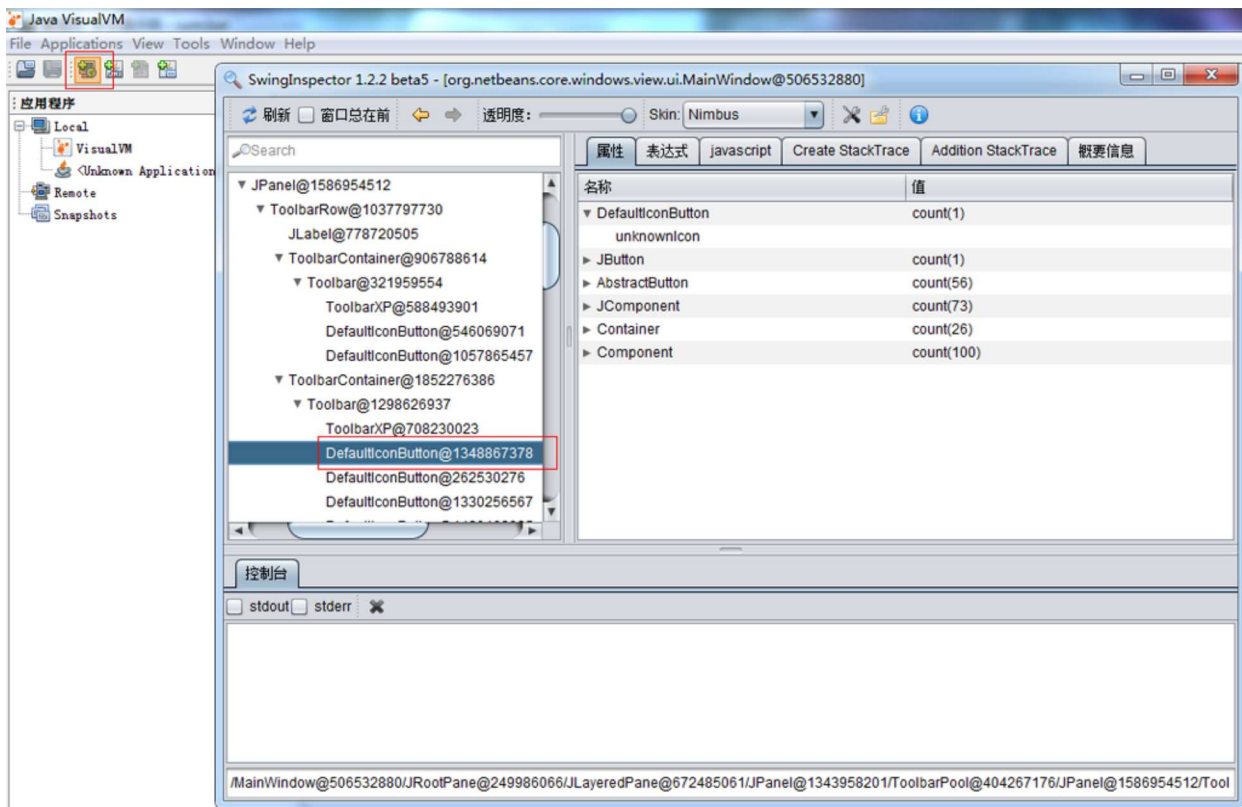 Java VisualVM
File Applications View Tools Window Help
应用程序
Local
VisualVM
<Unknown Application
Remote
Snapshots
SwingInspector 1.2.2 beta5 - [org.netbeans.core.windows.view.ui.MainWindow@506532880]
刷新 窗口总在前 透明度: Skin: Nimbus
Search
JPanel@1586954512
ToolbarRow@1037797730
JLabel@778720505
ToolbarContainer@906788614
Toolbar@321959554
ToolbarXP@588493901
DefaultIconButton@546069071
DefaultIconButton@1057865457
ToolbarContainer@1852276386
Toolbar@1298626937
ToolbarXP@708230023
DefaultIconButton@1348867378
DefaultIconButton@262530276
DefaultIconButton@1330256567
属性 表达式 javascript Create StackTrace Addition StackTrace 概要信息
名称 值
DefaultIconButton count(1)
unknownIcon
JButton count(1)
AbstractButton count(56)
JComponent count(73)
Container count(26)
Component count(100)
控制台
stdout stderr
/MainWindow@506532880/JRootPane@249986066/JLayeredPane@672485061/JPanel@1343958201/ToolbarPool@404267176/JPanel@1586954512/Tool